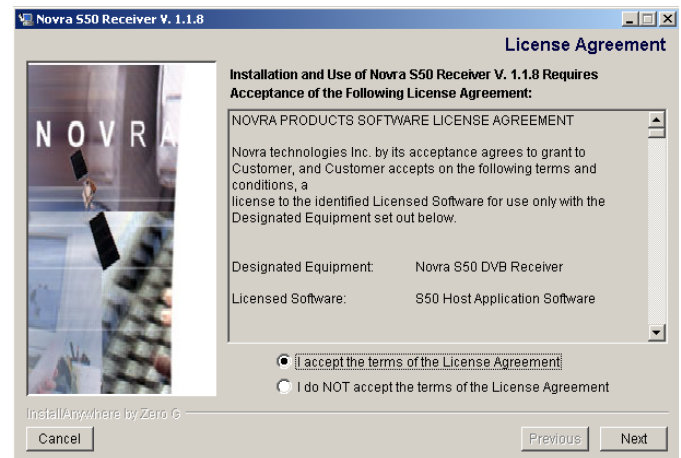 Novra S50 Receiver V. 1.1.8
License Agreement
NOVRA
Installation and Use of Novra S50 Receiver V. 1.1.8 Requires
Acceptance of the Following License Agreement:
NOVRA PRODUCTS SOFTWARE LICENSE AGREEMENT
Novra technologies Inc. by its acceptance agrees to grant to
Customer, and Customer accepts on the following terms and
conditions, a
license to the identified Licensed Software for use only with the
Designated Equipment set out below.
Designated Equipment: Novra S50 DVB Receiver
Licensed Software: S50 Host Application Software
I accept the terms of the License Agreement
I do NOT accept the terms of the License Agreement
InstallAnywhere by Zero G
Cancel
Previous
Next